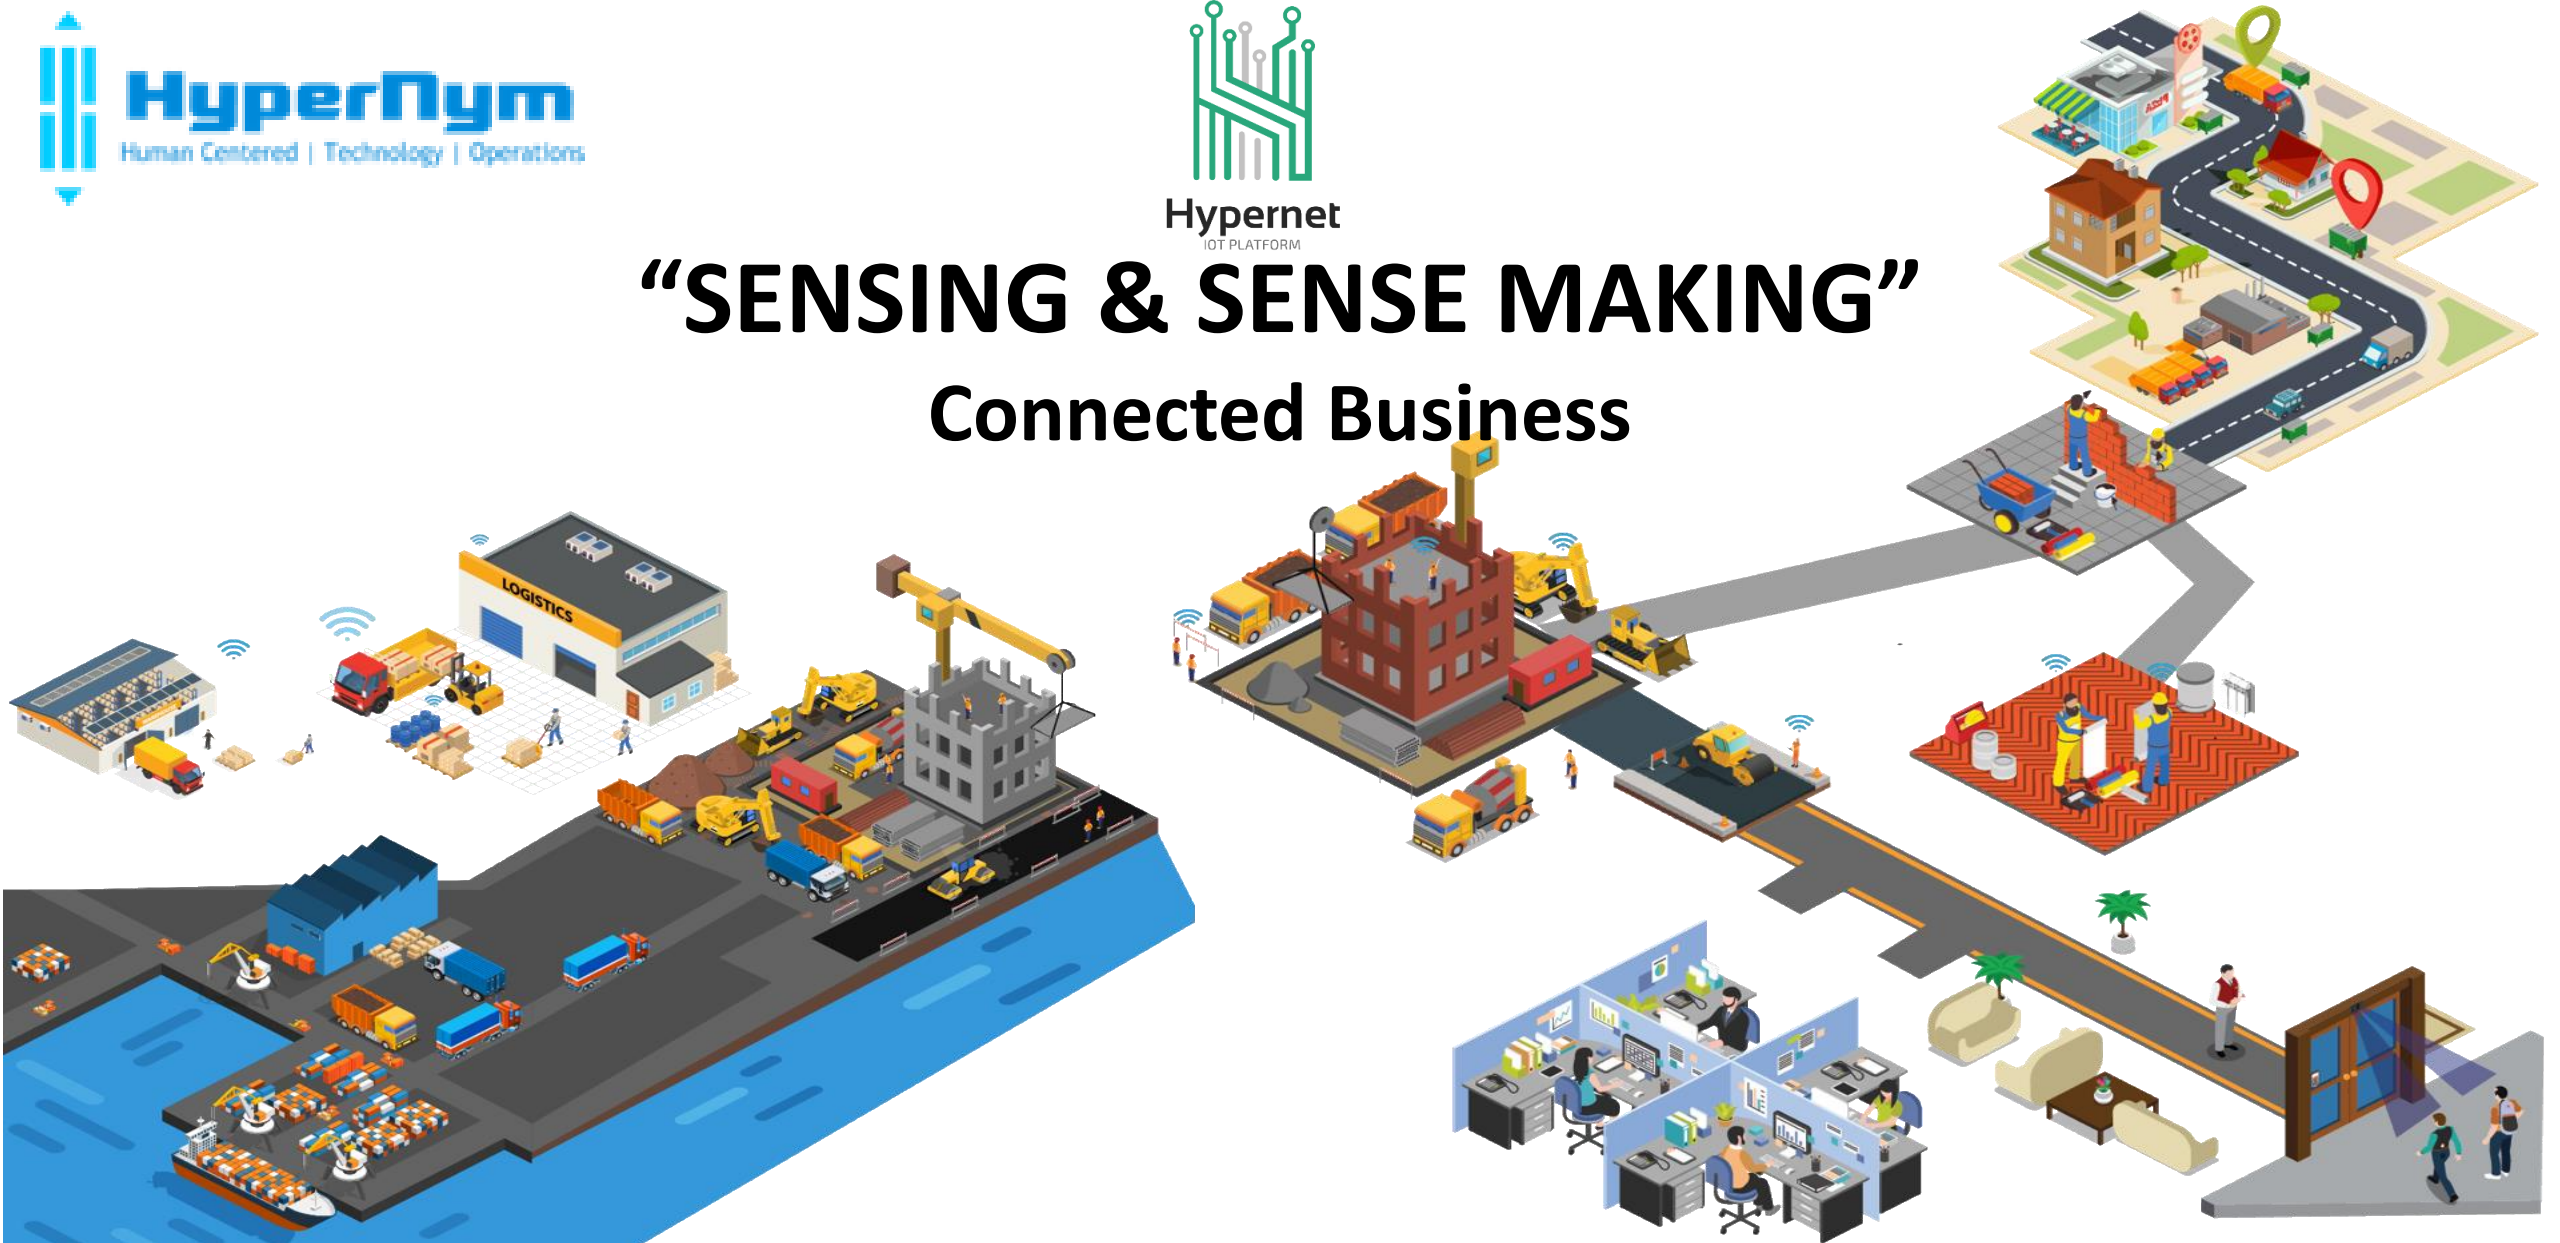 HyperNym
Human Centered | Technology | Operations
Hypernet
IOT PLATFORM
“SENSING & SENSE MAKING”
Connected Business
LOGISTICS